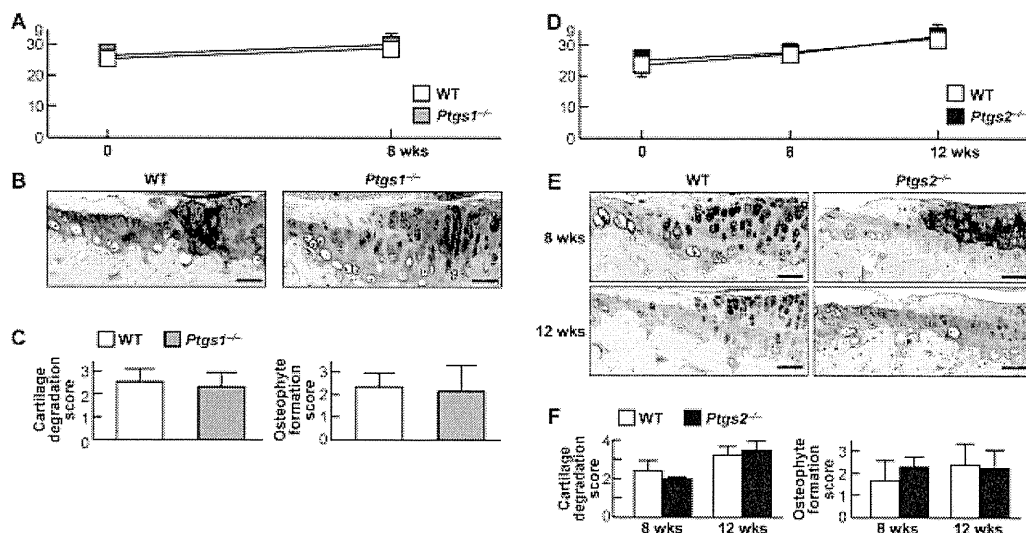 A
g
30
20
10
0
WT
Ptgs1⁻/⁻
0
8 wks
B
WT
Ptgs1⁻/⁻
C
WT
Ptgs1⁻/⁻
Cartilage
degradation
score
3
2
1
0
Osteophyte
formation
score
3
2
1
0
D
g
30
20
10
0
WT
Ptgs2⁻/⁻
0
8
12 wks
E
WT
Ptgs2⁻/⁻
8 wks
12 wks
F
WT
Ptgs2⁻/⁻
Cartilage
degradation
score
4
2
0
8 wks
12 wks
Osteophyte
formation
score
3
2
1
0
8 wks
12 wks